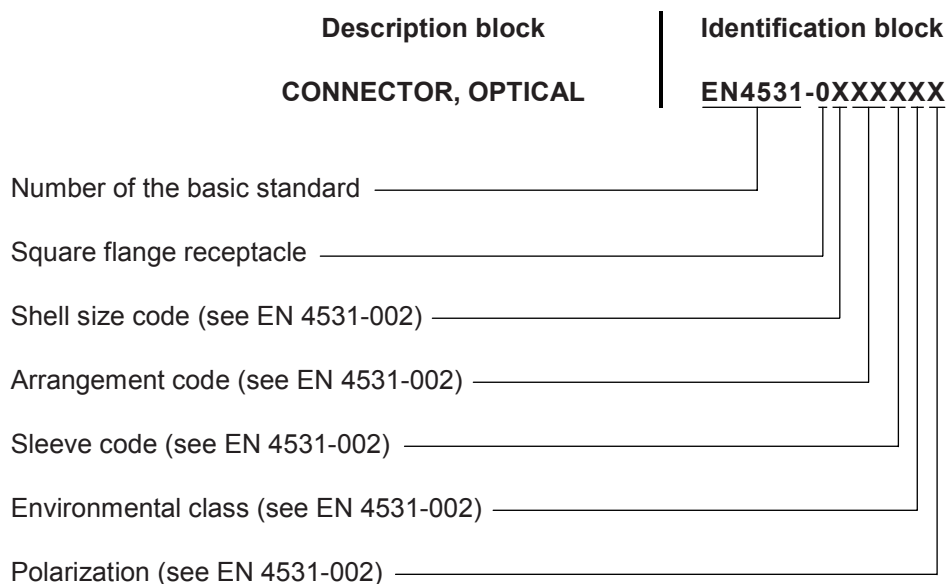 Description block Identification block
CONNECTOR, OPTICAL EN4531-0XXXXXX
Number of the basic standard
Square flange receptacle
Shell size code (see EN 4531-002)
Arrangement code (see EN 4531-002)
Sleeve code (see EN 4531-002)
Environmental class (see EN 4531-002)
Polarization (see EN 4531-002)